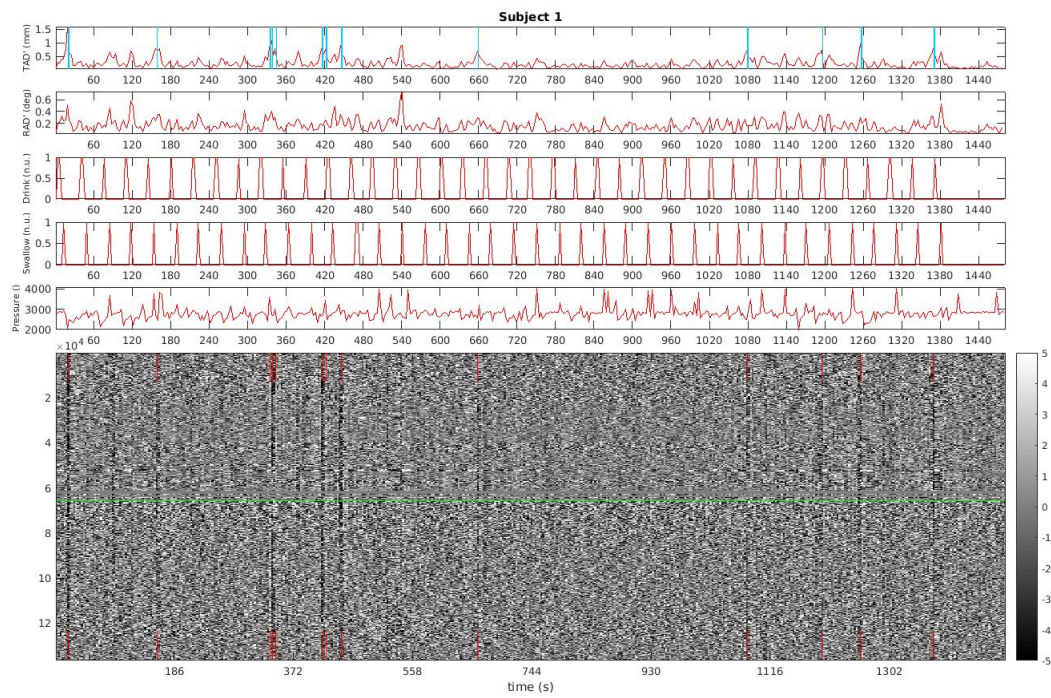 Subject 1
TAD' (mm)
1.5
1
0.5
60 120 180 240 300 360 420 480 540 600 660 720 780 840 900 960 1020 1080 1140 1200 1260 1320 1380 1440
RAD' (deg)
0.6
0.4
0.2
60 120 180 240 300 360 420 480 540 600 660 720 780 840 900 960 1020 1080 1140 1200 1260 1320 1380 1440
Drink (n.u.)
1
0.5
0
60 120 180 240 300 360 420 480 540 600 660 720 780 840 900 960 1020 1080 1140 1200 1260 1320 1380 1440
Swallow (n.u.)
1
0.5
0
60 120 180 240 300 360 420 480 540 600 660 720 780 840 900 960 1020 1080 1140 1200 1260 1320 1380 1440
Pressure ()
4000
3000
2000
60 120 180 240 300 360 420 480 540 600 660 720 780 840 900 960 1020 1080 1140 1200 1260 1320 1380 1440
×10⁴
2
4
6
8
10
12
186 372 558 744 930 1116 1302
time (s)
5
4
3
2
1
0
-1
-2
-3
-4
-5